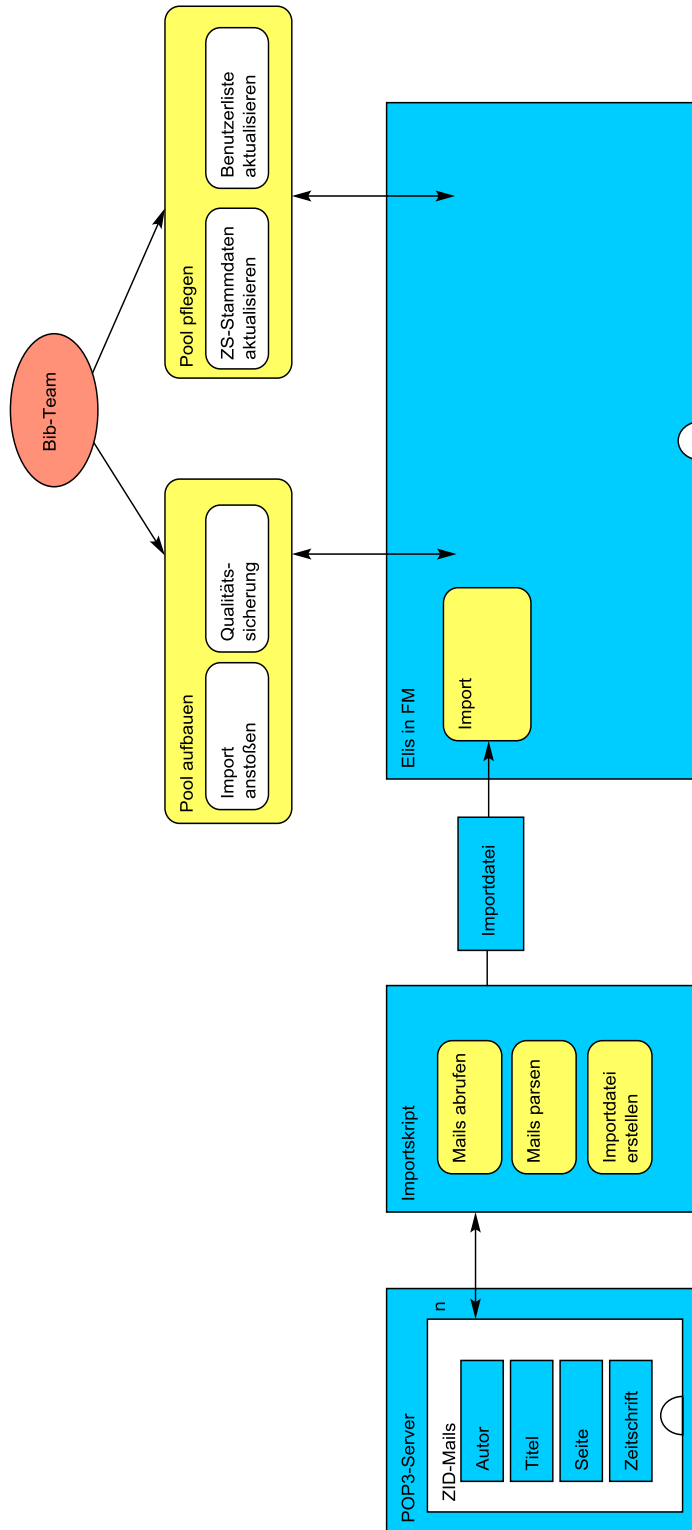 Bib-Team
Pool aufbauen
Import
anstoßen
Qualitäts-
sicherung
Pool pflegen
ZS-Stammdaten
aktualisieren
Benutzerliste
aktualisieren
POP3-Server
ZID-Mails
n
Autor
Titel
Seite
Zeitschrift
Importskript
Mails abrufen
Mails parsen
Importdatei
erstellen
Importdatei
Elis in FM
Import